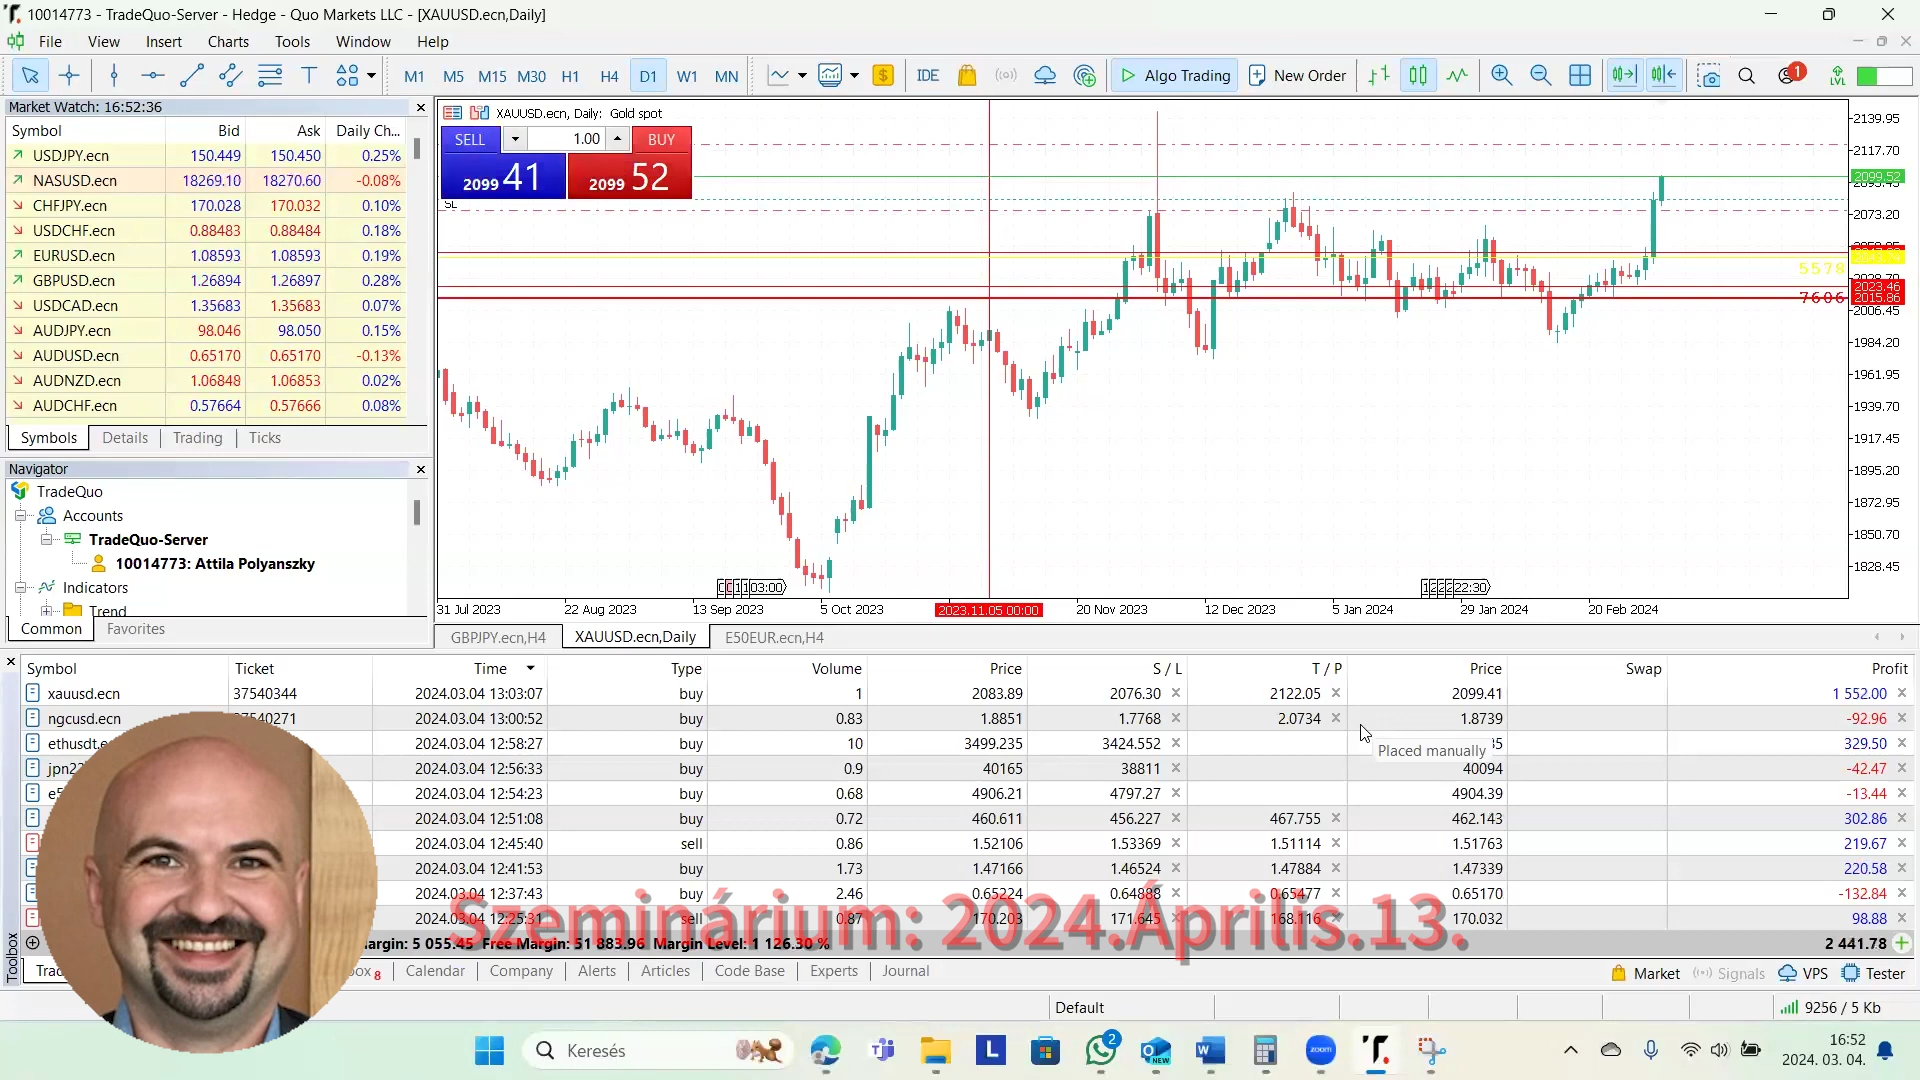 10014773 - TradeQuo-Server - Hedge - Quo Markets LLC - [XAUUSD.ecn,Daily]
File View Insert Charts Tools Window Help
M1 M5 M15 M30 H1 H4 D1 W1 MN IDE Algo Trading New Order 1 LVL
Market Watch: 16:52:36
Symbol Bid Ask Daily Ch...
USDJPY.ecn 150.449 150.450 0.25%
NASUSD.ecn 18269.10 18270.60 -0.08%
CHFJPY.ecn 170.028 170.032 0.10%
USDCHF.ecn 0.88483 0.88484 0.18%
EURUSD.ecn 1.08593 1.08593 0.19%
GBPUSD.ecn 1.26894 1.26897 0.28%
USDCAD.ecn 1.35683 1.35683 0.07%
AUDJPY.ecn 98.046 98.050 0.15%
AUDUSD.ecn 0.65170 0.65170 -0.13%
AUDNZD.ecn 1.06848 1.06853 0.02%
AUDCHF.ecn 0.57664 0.57666 0.08%
Symbols Details Trading Ticks
Navigator
TradeQuo
Accounts
TradeQuo-Server
10014773: Attila Polyanszky
Indicators
Trend
Common Favorites
XAUUSD.ecn, Daily: Gold spot
SELL 1.00 BUY
2099 41 2099 52
SL
2139.95
2117.70
2099.52
2073.20
5578
2023.46
7606 2015.86
2006.45
1984.20
1961.95
1939.70
1917.45
1895.20
1872.95
1850.70
1828.45
03:00 22:30
31 Jul 2023 22 Aug 2023 13 Sep 2023 5 Oct 2023 2023.11.05 00:00 20 Nov 2023 12 Dec 2023 5 Jan 2024 29 Jan 2024 20 Feb 2024
GBPJPY.ecn,H4 XAUUSD.ecn,Daily E50EUR.ecn,H4
Symbol Ticket Time Type Volume Price S / L T / P Price Swap Profit
xauusd.ecn 37540344 2024.03.04 13:03:07 buy 1 2083.89 2076.30 2122.05 2099.41 1 552.00
ngcusd.ecn 2024.03.04 13:00:52 buy 0.83 1.8851 1.7768 2.0734 1.8739 -92.96
2024.03.04 12:58:27 buy 10 3499.235 3424.552 329.50
Placed manually
2024.03.04 12:56:33 buy 0.9 40165 38811 40094 -42.47
2024.03.04 12:54:23 buy 0.68 4906.21 4797.27 4904.39 -13.44
2024.03.04 12:51:08 buy 0.72 460.611 456.227 467.755 462.143 302.86
2024.03.04 12:45:40 sell 0.86 1.52106 1.53369 1.51114 1.51763 219.67
2024.03.04 12:41:53 buy 1.73 1.47166 1.46524 1.47884 1.47339 220.58
2024.03.04 12:37:43 buy 2.46 0.65224 0.64888 0.65477 0.65170 -132.84
2024.03.04 12:25:31 sell 0.87 170.203 171.645 168.116 170.032 98.88
Szeminárium: 2024.Április.13.
Margin: 5 055.45 Free Margin: 51 883.96 Margin Level: 1 126.30 % 2 441.78
Toolbox
8 Calendar Company Alerts Articles Code Base Experts Journal Market Signals VPS Tester
Default 9256 / 5 Kb
Keresés L 2 NEW zoom T. 16:52
2024. 03. 04.